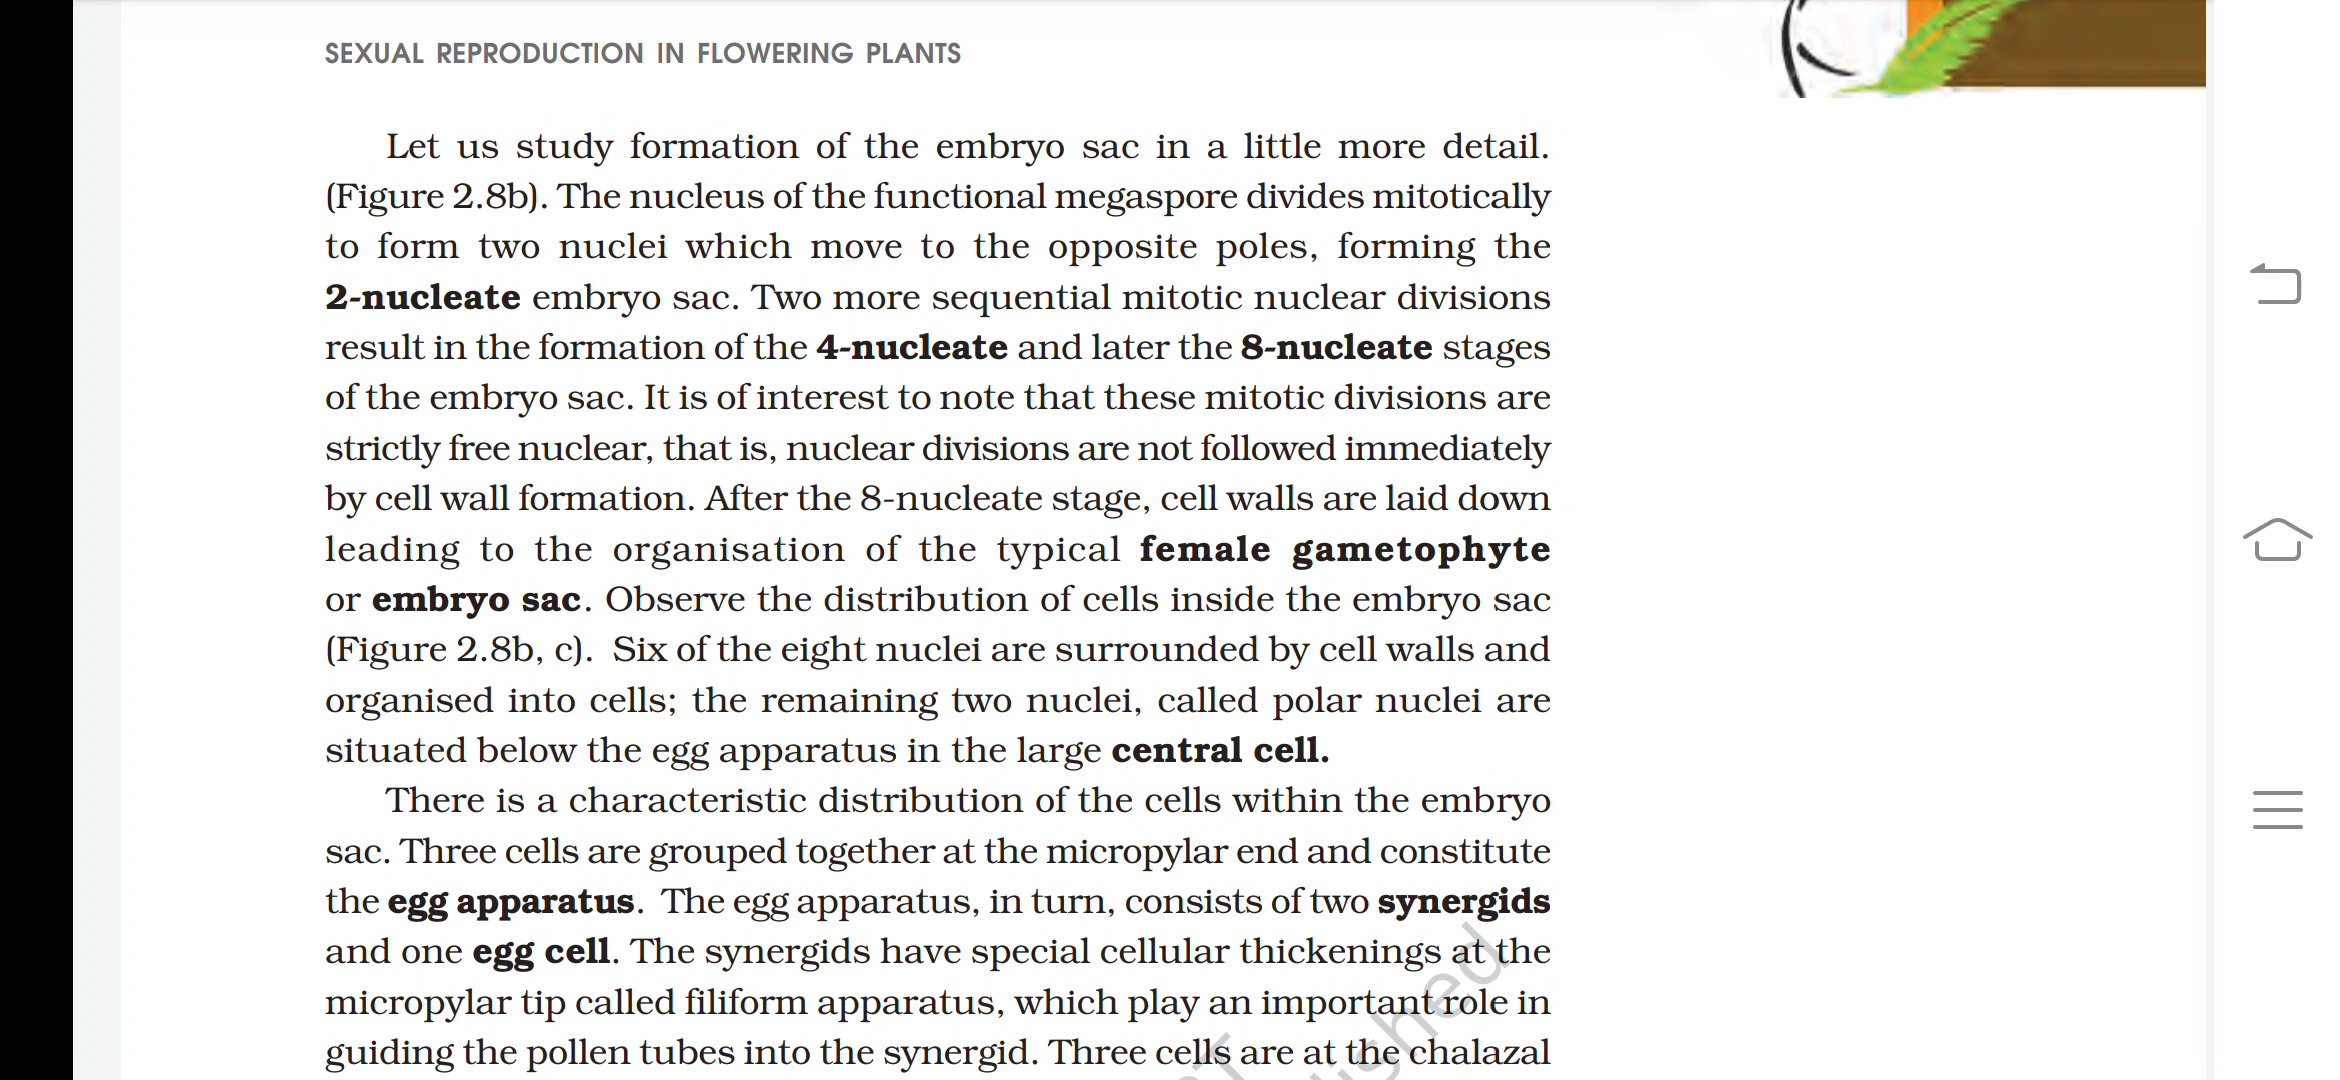 SEXUAL REPRODUCTION IN FLOWERING PLANTS
Let us study formation of the embryo sac in a little more detail.
(Figure 2.8b). The nucleus of the functional megaspore divides mitotically
to form two nuclei which move to the opposite poles, forming the
2-nucleate embryo sac. Two more sequential mitotic nuclear divisions
result in the formation of the 4-nucleate and later the 8-nucleate stages
of the embryo sac. It is of interest to note that these mitotic divisions are
strictly free nuclear, that is, nuclear divisions are not followed immediately
by cell wall formation. After the 8-nucleate stage, cell walls are laid down
leading to the organisation of the typical female gametophyte
or embryo sac. Observe the distribution of cells inside the embryo sac
(Figure 2.8b, c). Six of the eight nuclei are surrounded by cell walls and
organised into cells; the remaining two nuclei, called polar nuclei are
situated below the egg apparatus in the large central cell.
There is a characteristic distribution of the cells within the embryo
sac. Three cells are grouped together at the micropylar end and constitute
the egg apparatus. The egg apparatus, in turn, consists of two synergids
and one egg cell. The synergids have special cellular thickenings at the
micropylar tip called filiform apparatus, which play an important role in
guiding the pollen tubes into the synergid. Three cells are at the chalazal